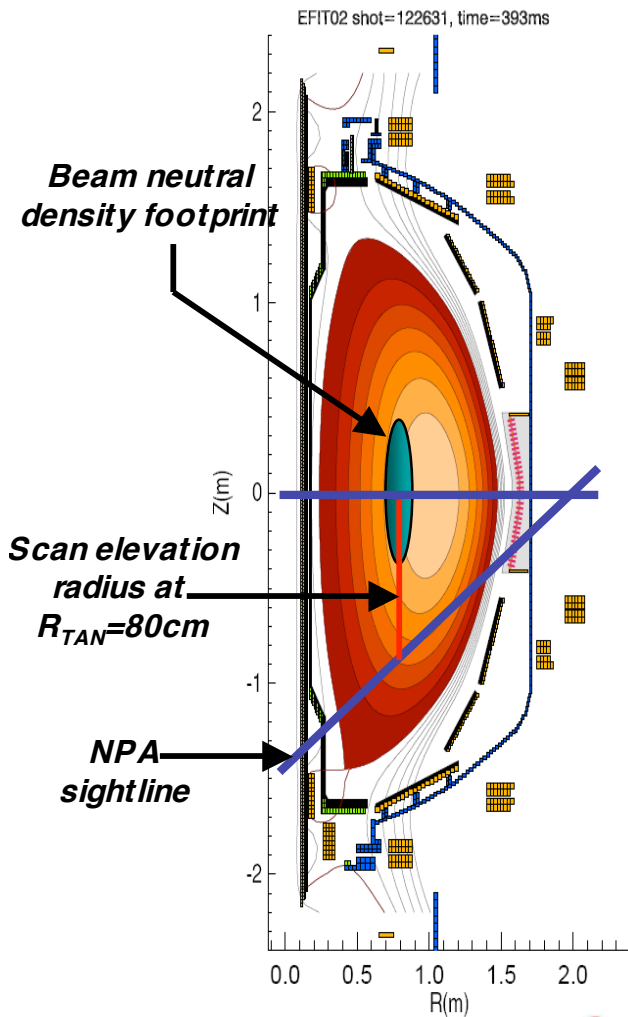 EFIT02 shot=122631, time=393ms
2
Beam neutral
density footprint
1
Z(m)
0
Scan elevation
radius at
R_TAN=80cm
-1
NPA
sightline
-2
0.0 0.5 1.0 1.5 2.0
R(m)